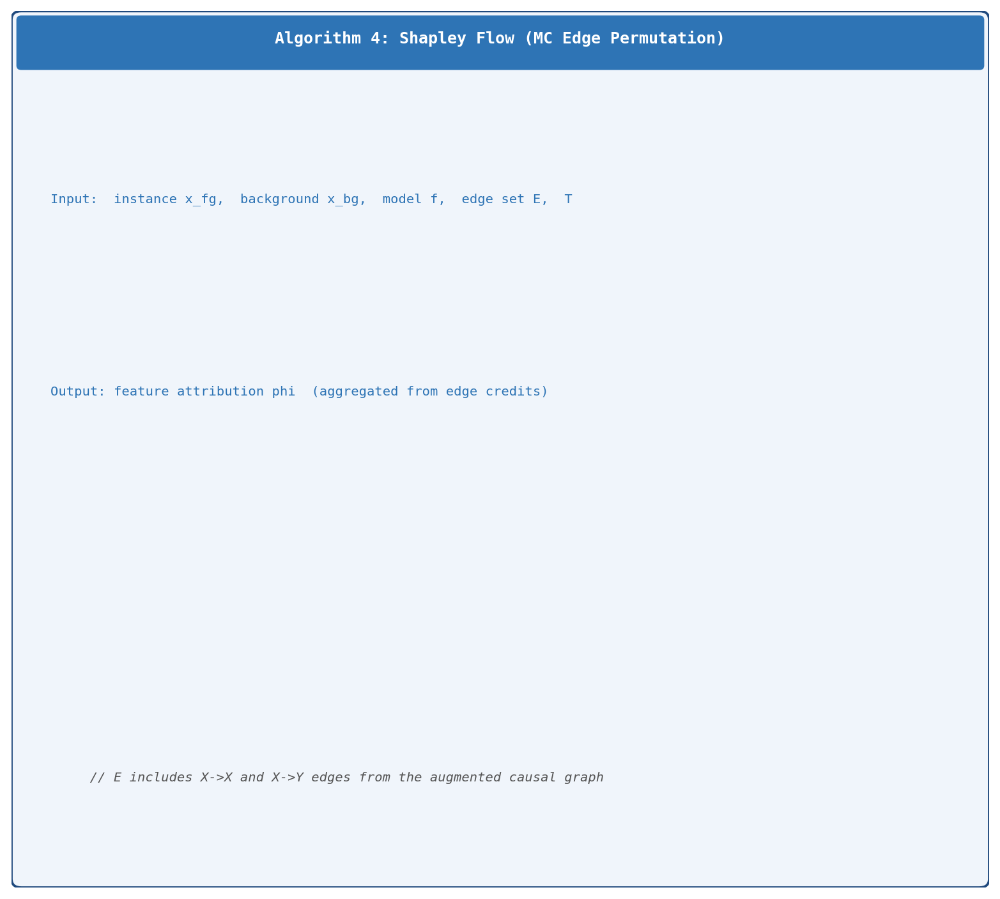 Algorithm 4: Shapley Flow (MC Edge Permutation)
Input:  instance x_fg,  background x_bg,  model f,  edge set E,  T
Output: feature attribution phi  (aggregated from edge credits)
// E includes X->X and X->Y edges from the augmented causal graph